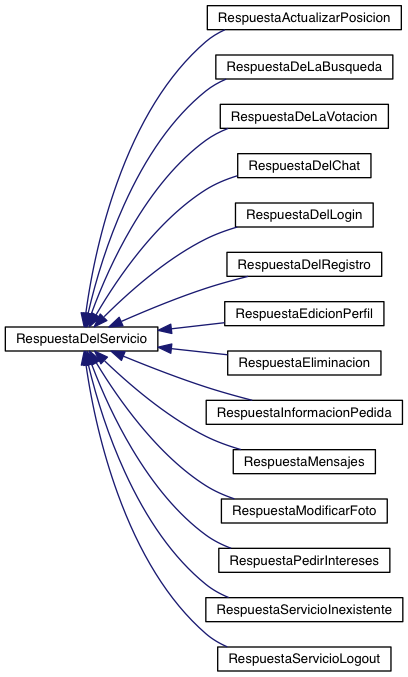 RespuestaActualizarPosicion
RespuestaDeLaBusqueda
RespuestaDeLaVotacion
RespuestaDelChat
RespuestaDelLogin
RespuestaDelRegistro
RespuestaEdicionPerfil
RespuestaDelServicio
RespuestaEliminacion
RespuestaInformacionPedida
RespuestaMensajes
RespuestaModificarFoto
RespuestaPedirIntereses
RespuestaServicioInexistente
RespuestaServicioLogout